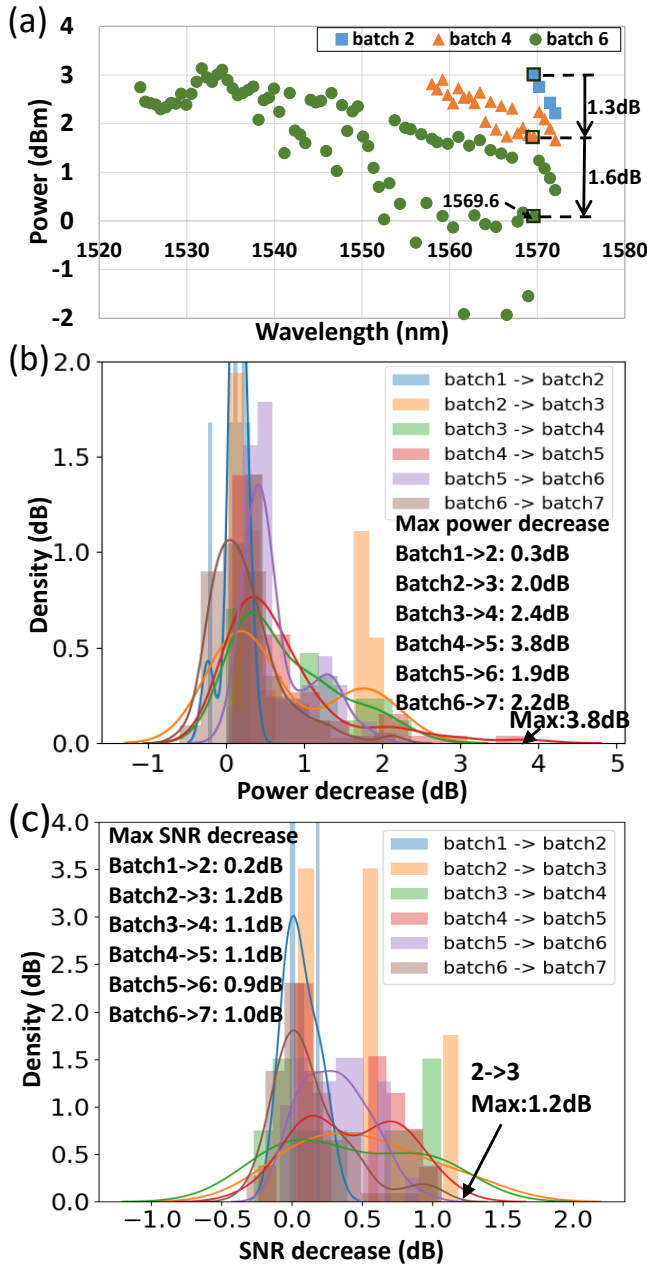 (a)
batch 2 batch 4 batch 6
4
3
2
1
0
-1
-2
Power (dBm)
1.3dB
1.6dB
1569.6
1520 1530 1540 1550 1560 1570 1580
Wavelength (nm)
(b)
2.0
1.5
1.0
0.5
0.0
Density (dB)
batch1 -> batch2
batch2 -> batch3
batch3 -> batch4
batch4 -> batch5
batch5 -> batch6
batch6 -> batch7
Max power decrease
Batch1->2: 0.3dB
Batch2->3: 2.0dB
Batch3->4: 2.4dB
Batch4->5: 3.8dB
Batch5->6: 1.9dB
Batch6->7: 2.2dB
Max:3.8dB
−1 0 1 2 3 4 5
Power decrease (dB)
(c)
4.0
3.5
3.0
2.5
2.0
1.5
1.0
0.5
0.0
Density (dB)
Max SNR decrease
Batch1->2: 0.2dB
Batch2->3: 1.2dB
Batch3->4: 1.1dB
Batch4->5: 1.1dB
Batch5->6: 0.9dB
Batch6->7: 1.0dB
batch1 -> batch2
batch2 -> batch3
batch3 -> batch4
batch4 -> batch5
batch5 -> batch6
batch6 -> batch7
2->3
Max:1.2dB
−1.0 −0.5 0.0 0.5 1.0 1.5 2.0
SNR decrease (dB)